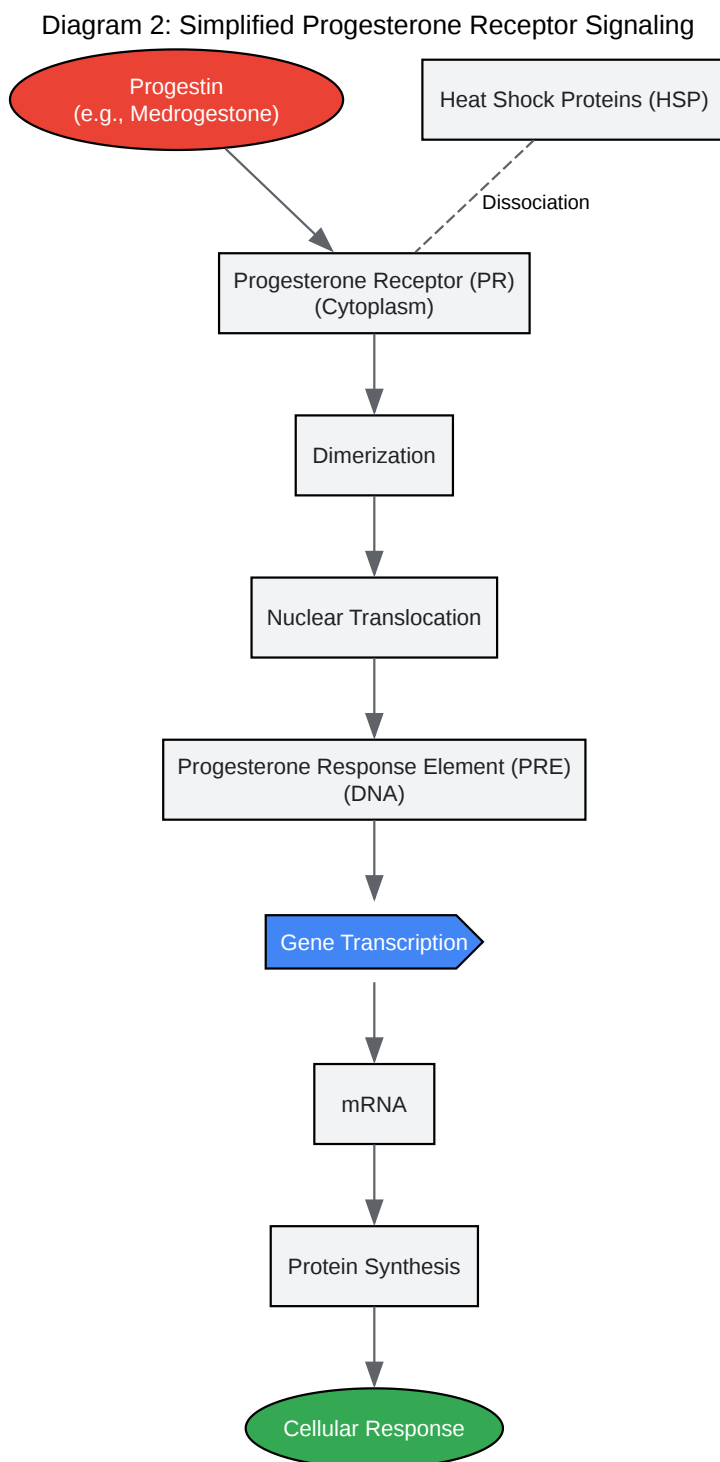 Diagram 2: Simplified Progesterone Receptor Signaling
Progestin
(e.g., Medrogestone)
Heat Shock Proteins (HSP)
Dissociation
Progesterone Receptor (PR)
(Cytoplasm)
Dimerization
Nuclear Translocation
Progesterone Response Element (PRE)
(DNA)
Gene Transcription
mRNA
Protein Synthesis
Cellular Response